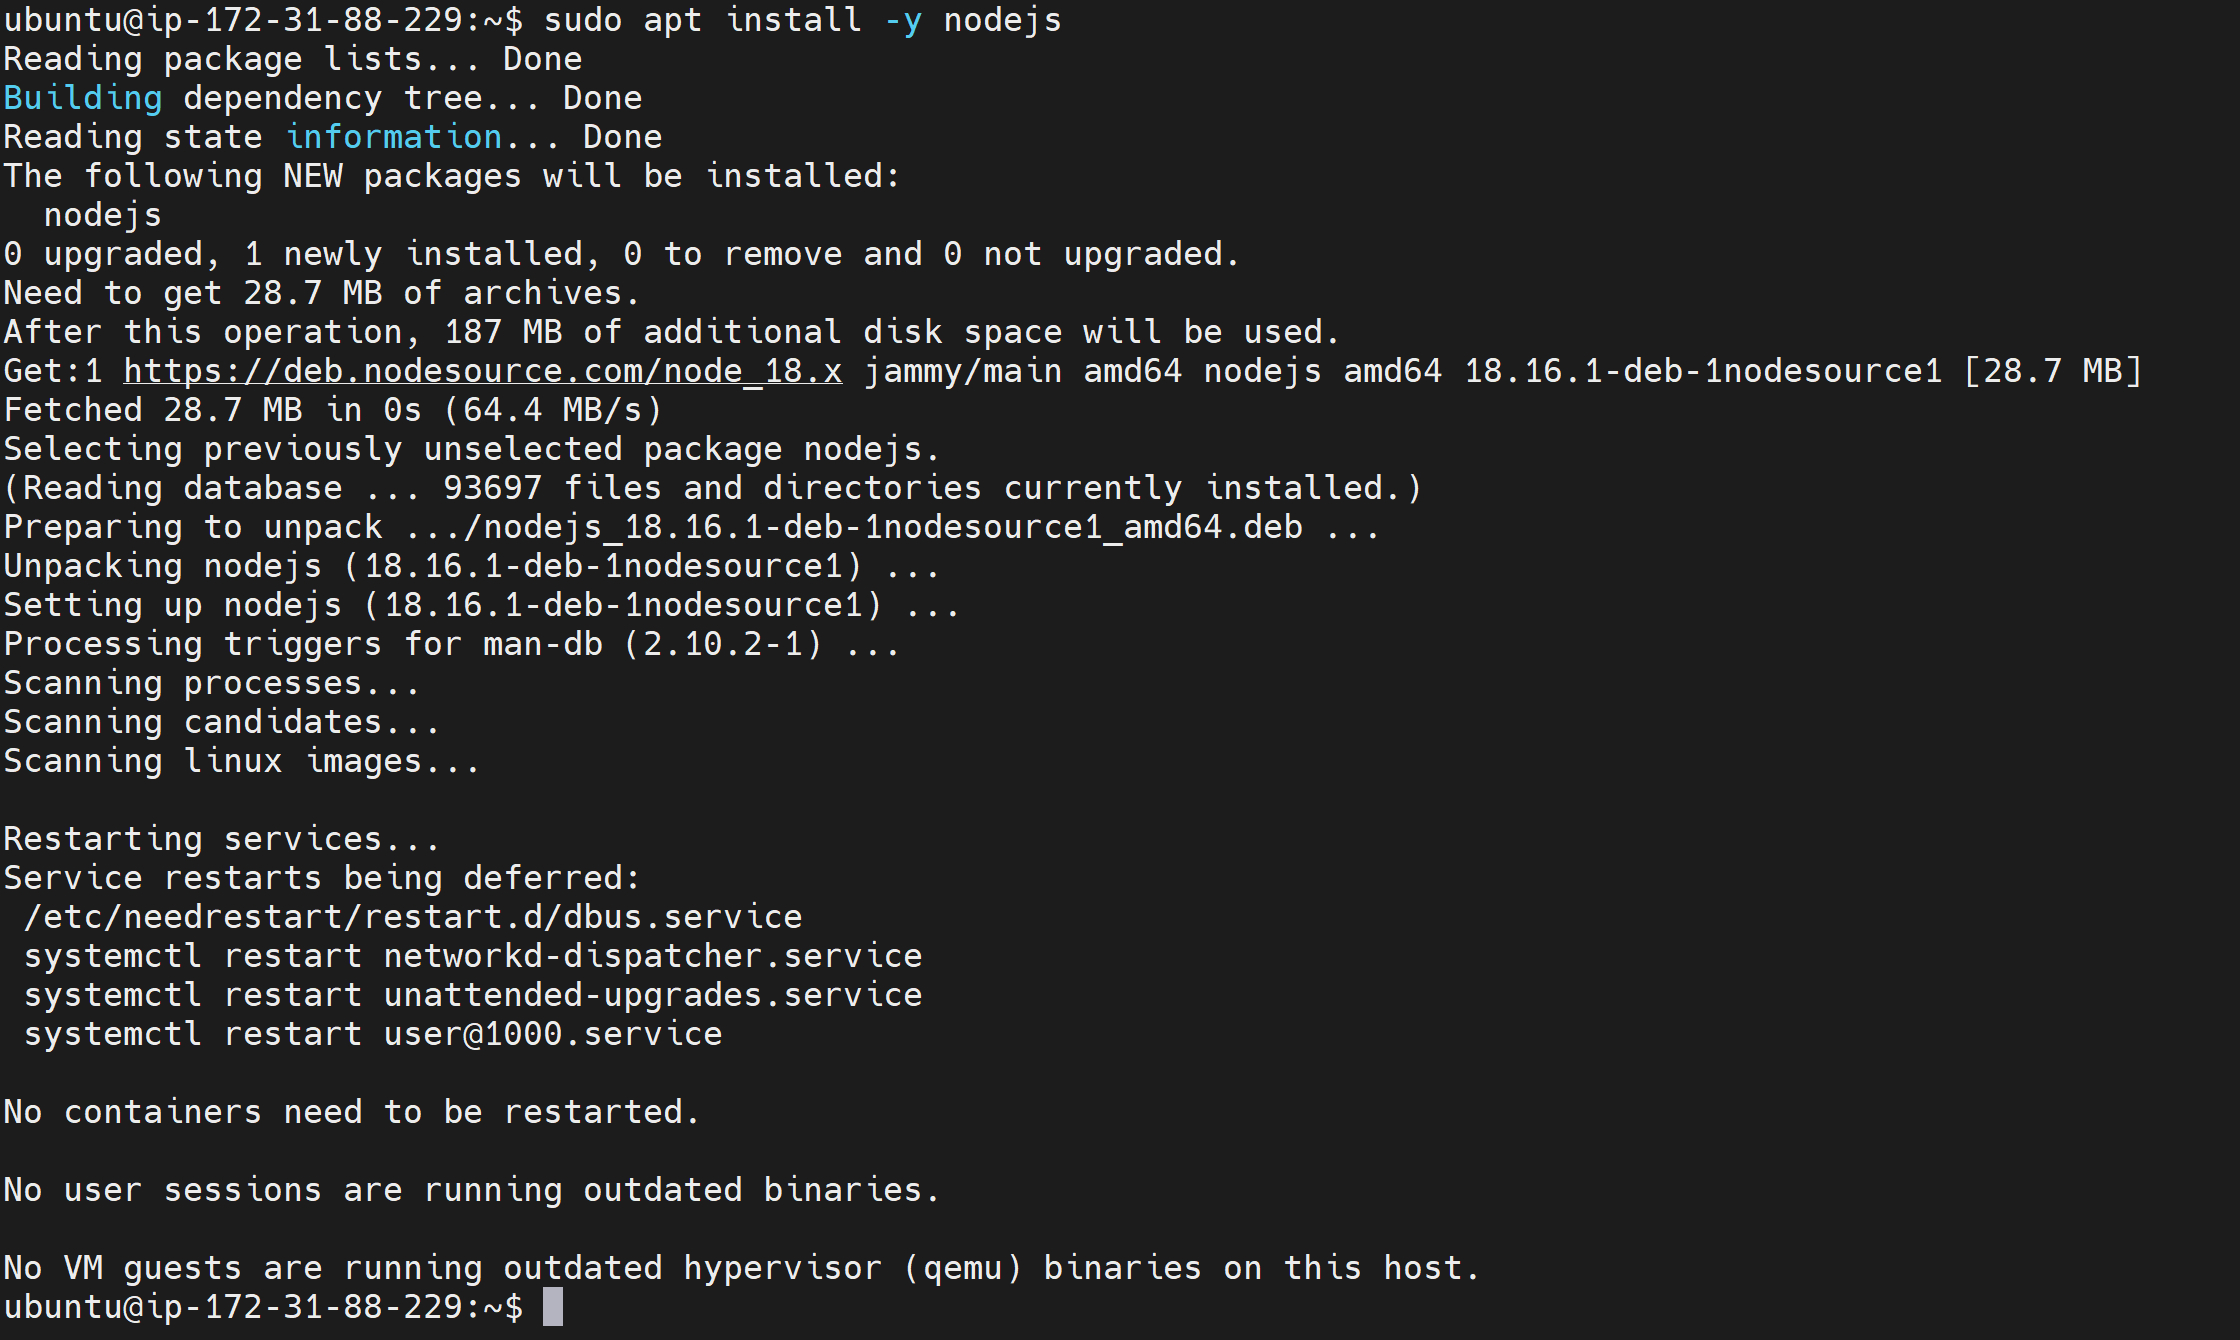 ubuntu@ip-172-31-88-229:~$ sudo apt install -y nodejs
Reading package lists... Done
Building dependency tree... Done
Reading state information... Done
The following NEW packages will be installed:
  nodejs
0 upgraded, 1 newly installed, 0 to remove and 0 not upgraded.
Need to get 28.7 MB of archives.
After this operation, 187 MB of additional disk space will be used.
Get:1 https://deb.nodesource.com/node_18.x jammy/main amd64 nodejs amd64 18.16.1-deb-1nodesource1 [28.7 MB]
Fetched 28.7 MB in 0s (64.4 MB/s)
Selecting previously unselected package nodejs.
(Reading database ... 93697 files and directories currently installed.)
Preparing to unpack .../nodejs_18.16.1-deb-1nodesource1_amd64.deb ...
Unpacking nodejs (18.16.1-deb-1nodesource1) ...
Setting up nodejs (18.16.1-deb-1nodesource1) ...
Processing triggers for man-db (2.10.2-1) ...
Scanning processes...
Scanning candidates...
Scanning linux images...

Restarting services...
Service restarts being deferred:
 /etc/needrestart/restart.d/dbus.service
 systemctl restart networkd-dispatcher.service
 systemctl restart unattended-upgrades.service
 systemctl restart user@1000.service

No containers need to be restarted.

No user sessions are running outdated binaries.

No VM guests are running outdated hypervisor (qemu) binaries on this host.
ubuntu@ip-172-31-88-229:~$